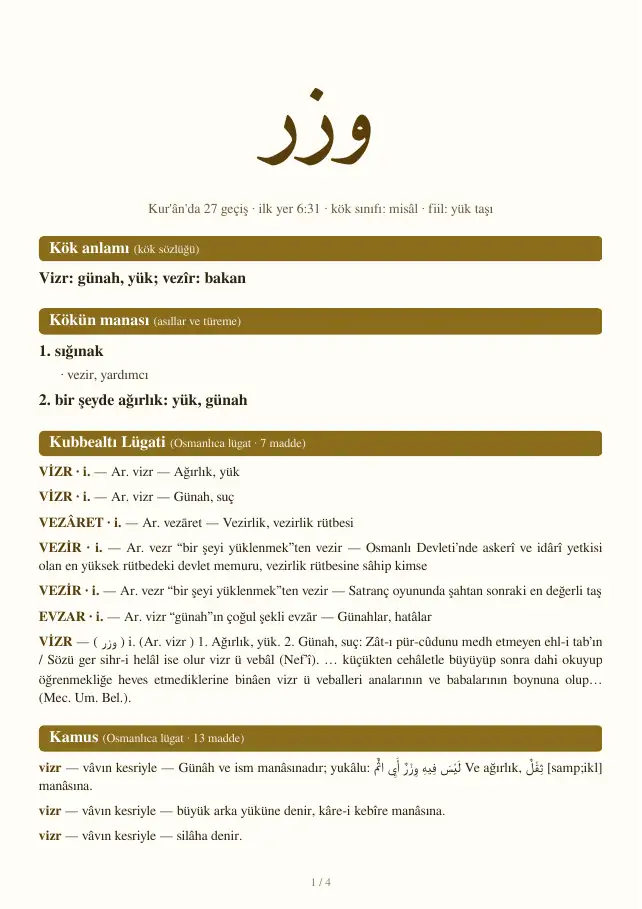 وزر
Kur'ân'da 27 geçiş · ilk yer 6:31 · kök sınıfı: misâl · fiil: yük taşı
Kök anlamı (kök sözlüğü)
Vizr: günah, yük; vezîr: bakan
Kökün manası (asıllar ve türeme)
1. sığınak
· vezir, yardımcı
2. bir şeyde ağırlık: yük, günah
Kubbealtı Lügati (Osmanlıca lügat · 7 madde)
VİZR · i. — Ar. vizr — Ağırlık, yük
VİZR · i. — Ar. vizr — Günah, suç
VEZÂRET · i. — Ar. vezāret — Vezirlik, vezirlik rütbesi
VEZİR · i. — Ar. vezr “bir şeyi yüklenmek”ten vezir — Osmanlı Devleti’nde askerî ve idârî yetkisi
olan en yüksek rütbedeki devlet memuru, vezirlik rütbesine sâhip kimse
VEZİR · i. — Ar. vezr “bir şeyi yüklenmek”ten vezir — Satranç oyununda şahtan sonraki en değerli taş
EVZAR · i. — Ar. vizr “günah”ın çoğul şekli evzār — Günahlar, hatâlar
VİZR — ( وزر ) i. (Ar. vizr ) 1. Ağırlık, yük. 2. Günah, suç: Zât-ı pür-cûdunu medh etmeyen ehl-i tab’ın
/ Sözü ger sihr-i helâl ise olur vizr ü vebâl (Nef’î). … küçükten cehâletle büyüyüp sonra dahi okuyup
öğrenmekliğe heves etmediklerine binâen vizr ü veballeri analarının ve babalarının boynuna olup…
(Mec. Um. Bel.).
Kamus (Osmanlıca lügat · 13 madde)
vizr — vâvın kesriyle — Günâh ve ism manâsınadır; yukâlu: لَيْسَ فِيهِ وِزْرٌ أَيِ اثْمٌ Ve ağırlık, ثِقَلْ [samp;ikl]
manâsına.
vizr — vâvın kesriyle — büyük arka yüküne denir, kâre-i kebîre manâsına.
vizr — vâvın kesriyle — silâha denir.
1 / 4